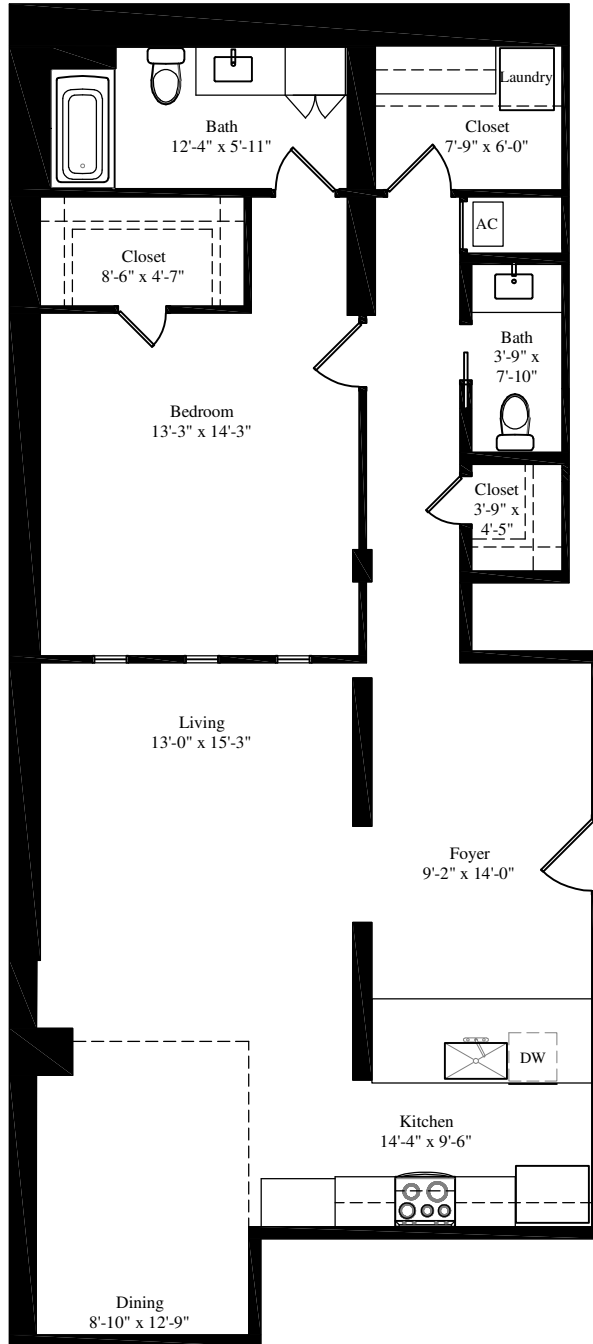 Laundry
Bath
12'-4" x 5'-11"
Closet
7'-9" x 6'-0"
AC
Closet
8'-6" x 4'-7"
Bath
3'-9" x
7'-10"
Bedroom
13'-3" x 14'-3"
Closet
3'-9" x
4'-5"
Living
13'-0" x 15'-3"
Foyer
9'-2" x 14'-0"
DW
Kitchen
14'-4" x 9'-6"
Dining
8'-10" x 12'-9"